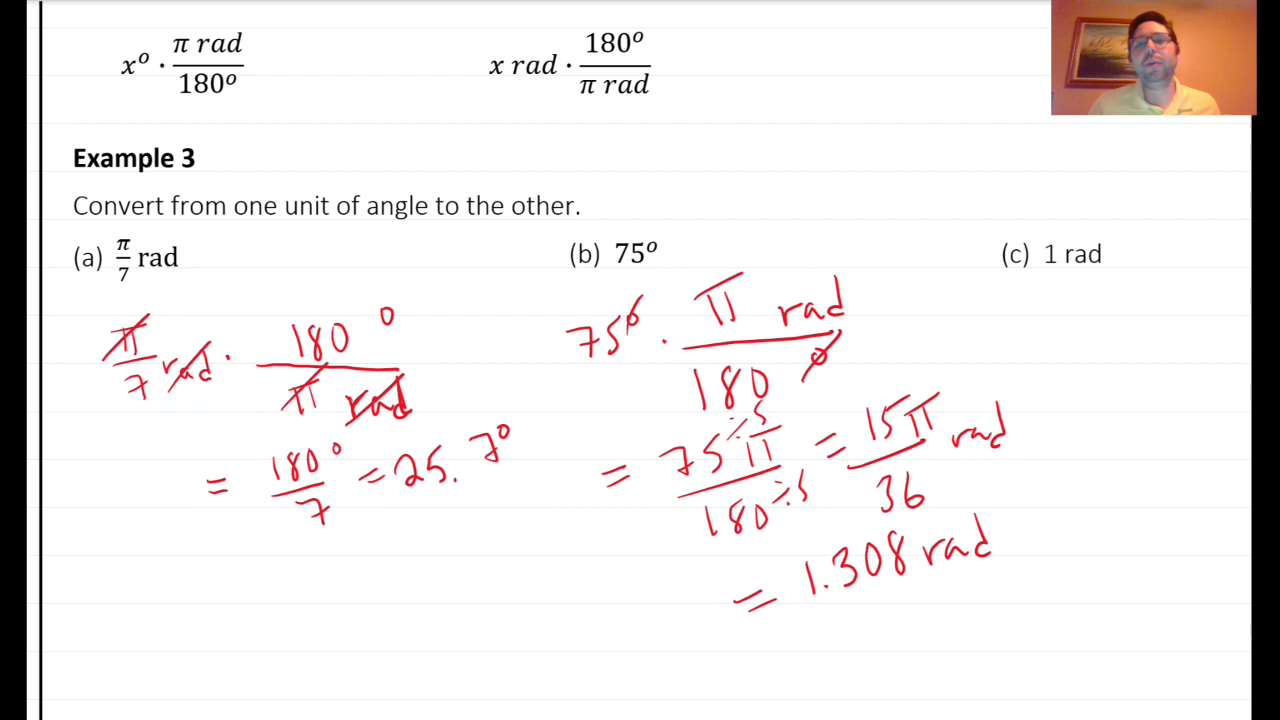 x° · π rad / 180°    x rad · 180° / π rad
Example 3
Convert from one unit of angle to the other.
(a) π/7 rad    (b) 75°    (c) 1 rad
π/7 rad · 180° / π rad    75° · π rad / 180°
= 180°/7 = 25.7°    = 75÷5 π / 180÷5 = 15π/36 rad
= 1.308 rad